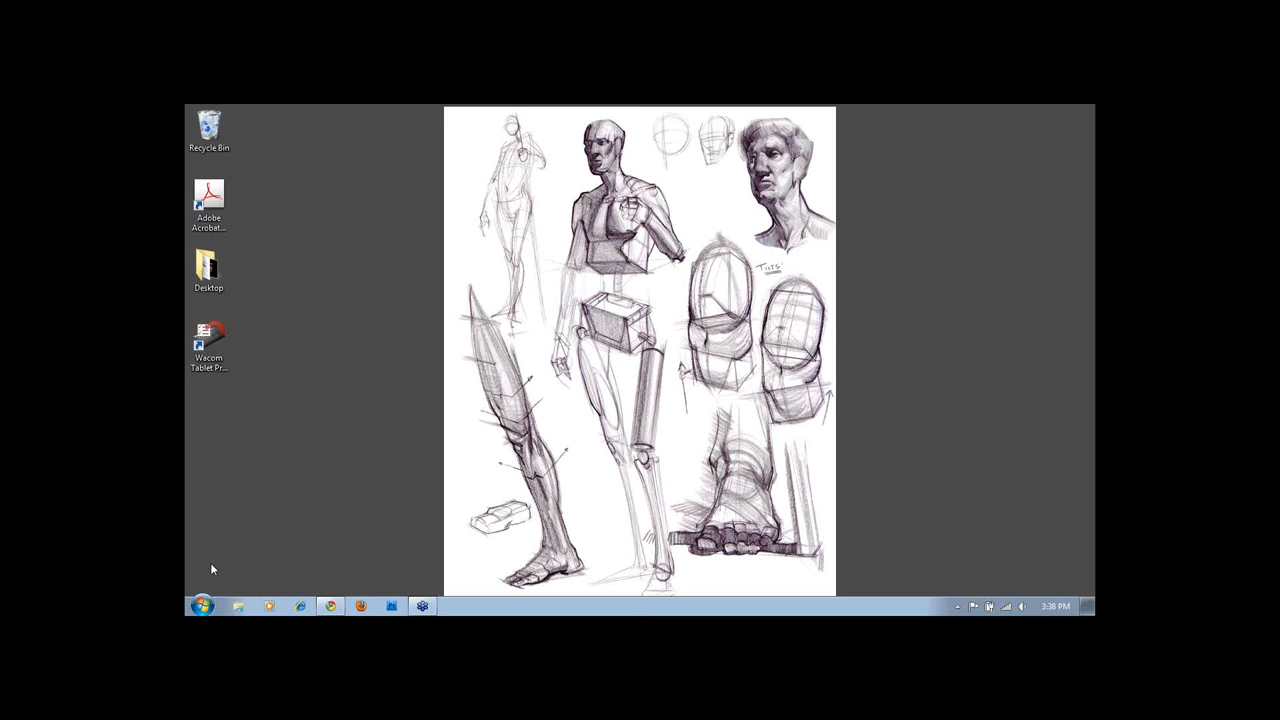 Recycle Bin
Adobe
Acrobat...
Desktop
Wacom
Tablet Pr...
3:38 PM